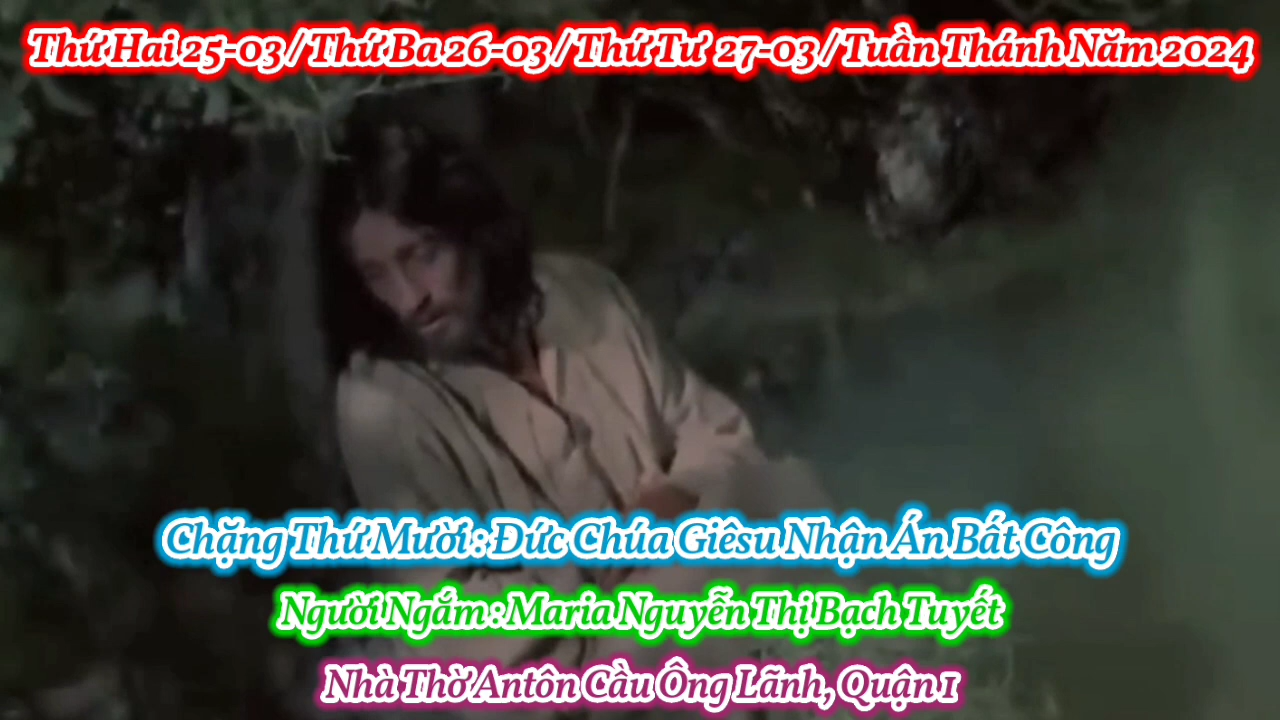 Thứ Hai 25-03 / Thứ Ba 26-03 / Thứ Tư 27-03 / Tuần Thánh Năm 2024
Chặng Thứ Mười : Đức Chúa Giêsu Nhận Án Bất Công
Người Ngắm : Maria Nguyễn Thị Bạch Tuyết
Nhà Thờ Antôn Cầu Ông Lãnh, Quận 1